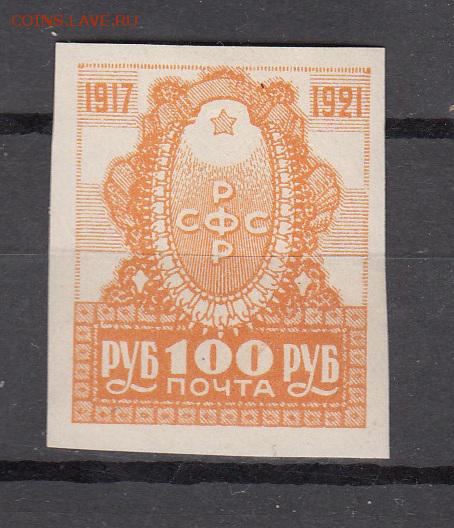 COINS.LAVE.RU
1917 1921
Р
СФС
Р
РУБ 100 РУБ
ПОЧТА